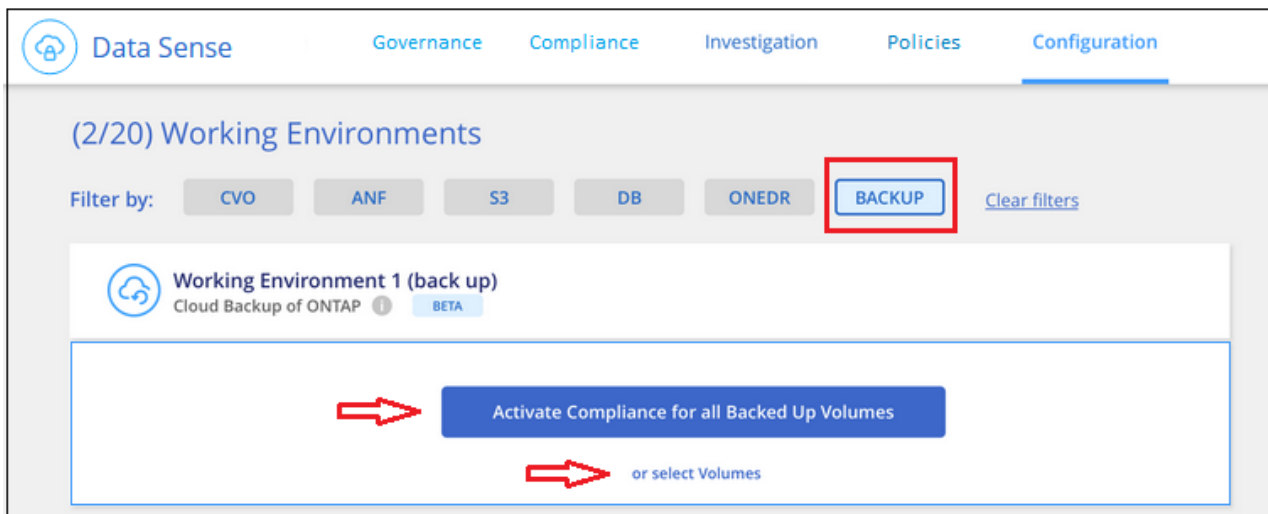 Data Sense Governance Compliance Investigation Policies Configuration
(2/20) Working Environments
Filter by: CVO ANF S3 DB ONEDR BACKUP Clear filters
Working Environment 1 (back up)
Cloud Backup of ONTAP i BETA
Activate Compliance for all Backed Up Volumes
or select Volumes